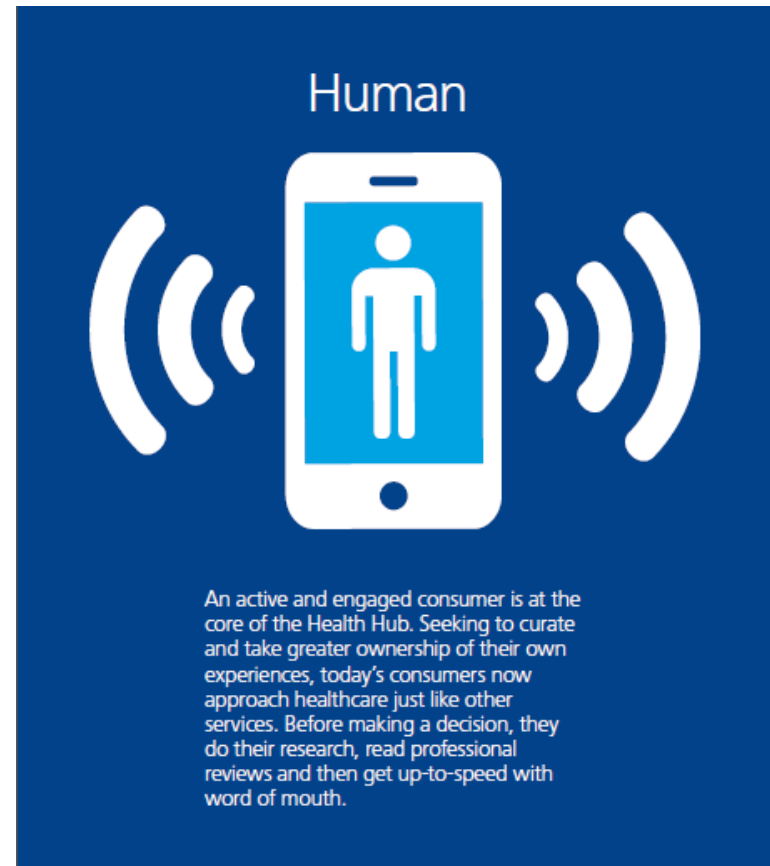 Human
An active and engaged consumer is at the
core of the Health Hub. Seeking to curate
and take greater ownership of their own
experiences, today’s consumers now
approach healthcare just like other
services. Before making a decision, they
do their research, read professional
reviews and then get up-to-speed with
word of mouth.